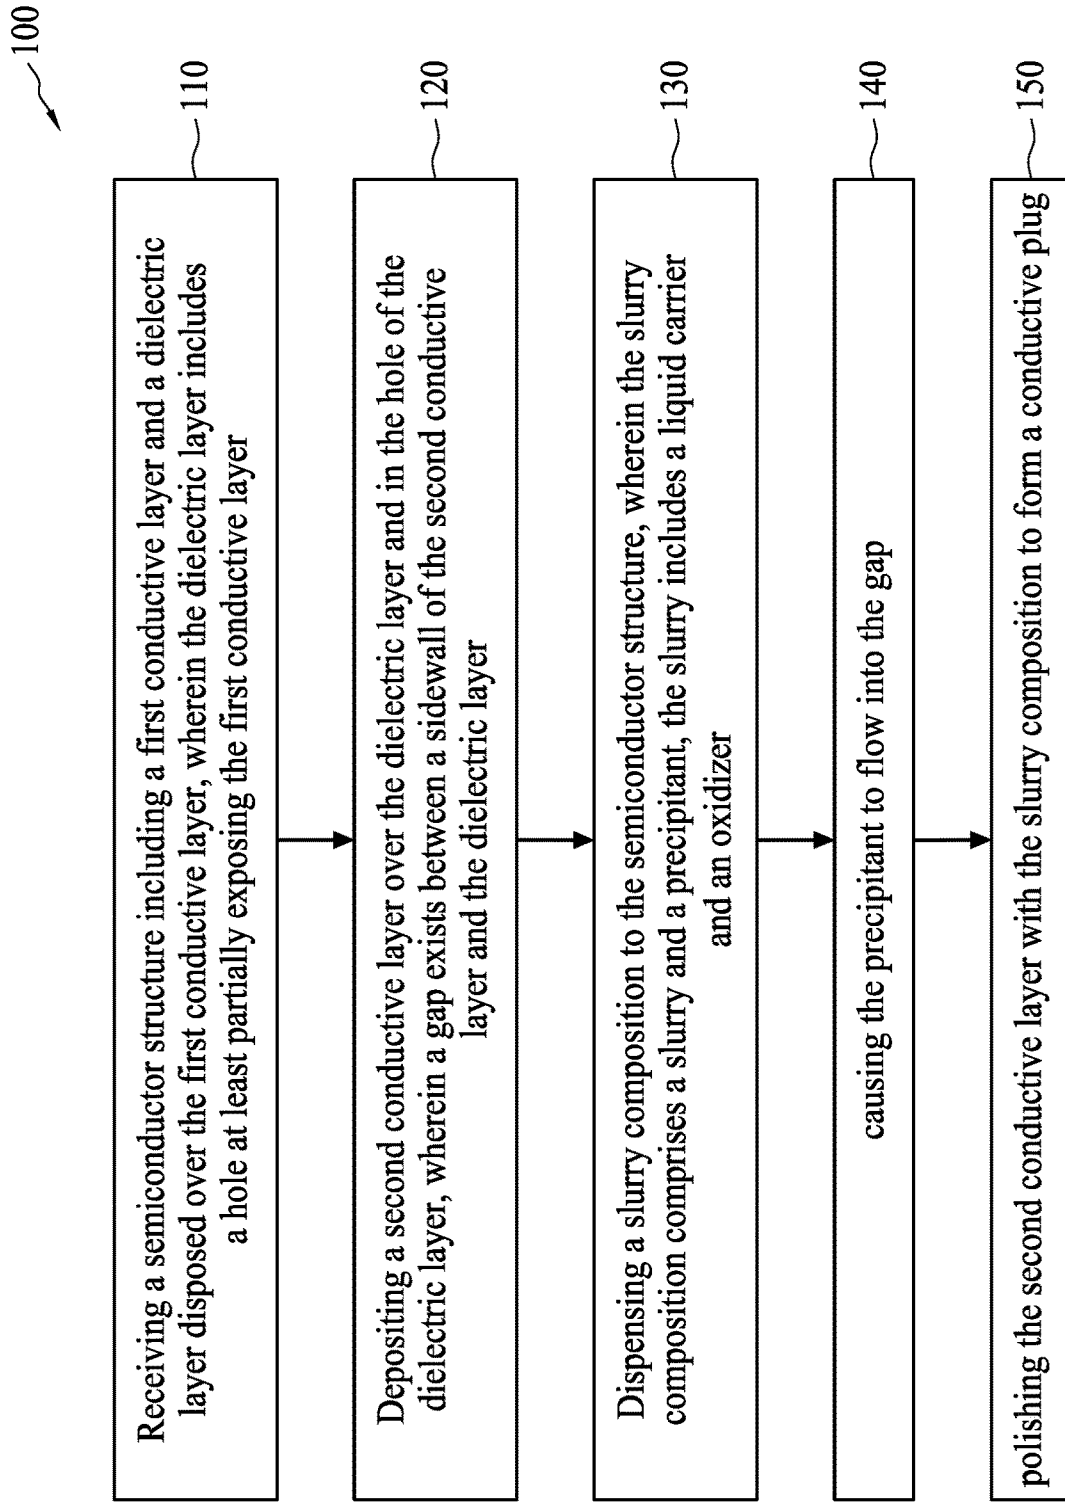 100
Receiving a semiconductor structure including a first conductive layer and a dielectric
layer disposed over the first conductive layer, wherein the dielectric layer includes
a hole at least partially exposing the first conductive layer
110
Depositing a second conductive layer over the dielectric layer and in the hole of the
dielectric layer, wherein a gap exists between a sidewall of the second conductive
layer and the dielectric layer
120
Dispensing a slurry composition to the semiconductor structure, wherein the slurry
composition comprises a slurry and a precipitant, the slurry includes a liquid carrier
and an oxidizer
130
causing the precipitant to flow into the gap
140
polishing the second conductive layer with the slurry composition to form a conductive plug
150